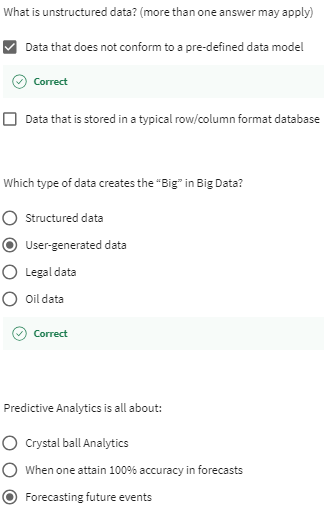 What is unstructured data? (more than one answer may apply)
Data that does not conform to a pre-defined data model
Correct
Data that is stored in a typical row/column format database
Which type of data creates the “Big” in Big Data?
Structured data
User-generated data
Legal data
Oil data
Correct
Predictive Analytics is all about:
Crystal ball Analytics
When one attain 100% accuracy in forecasts
Forecasting future events